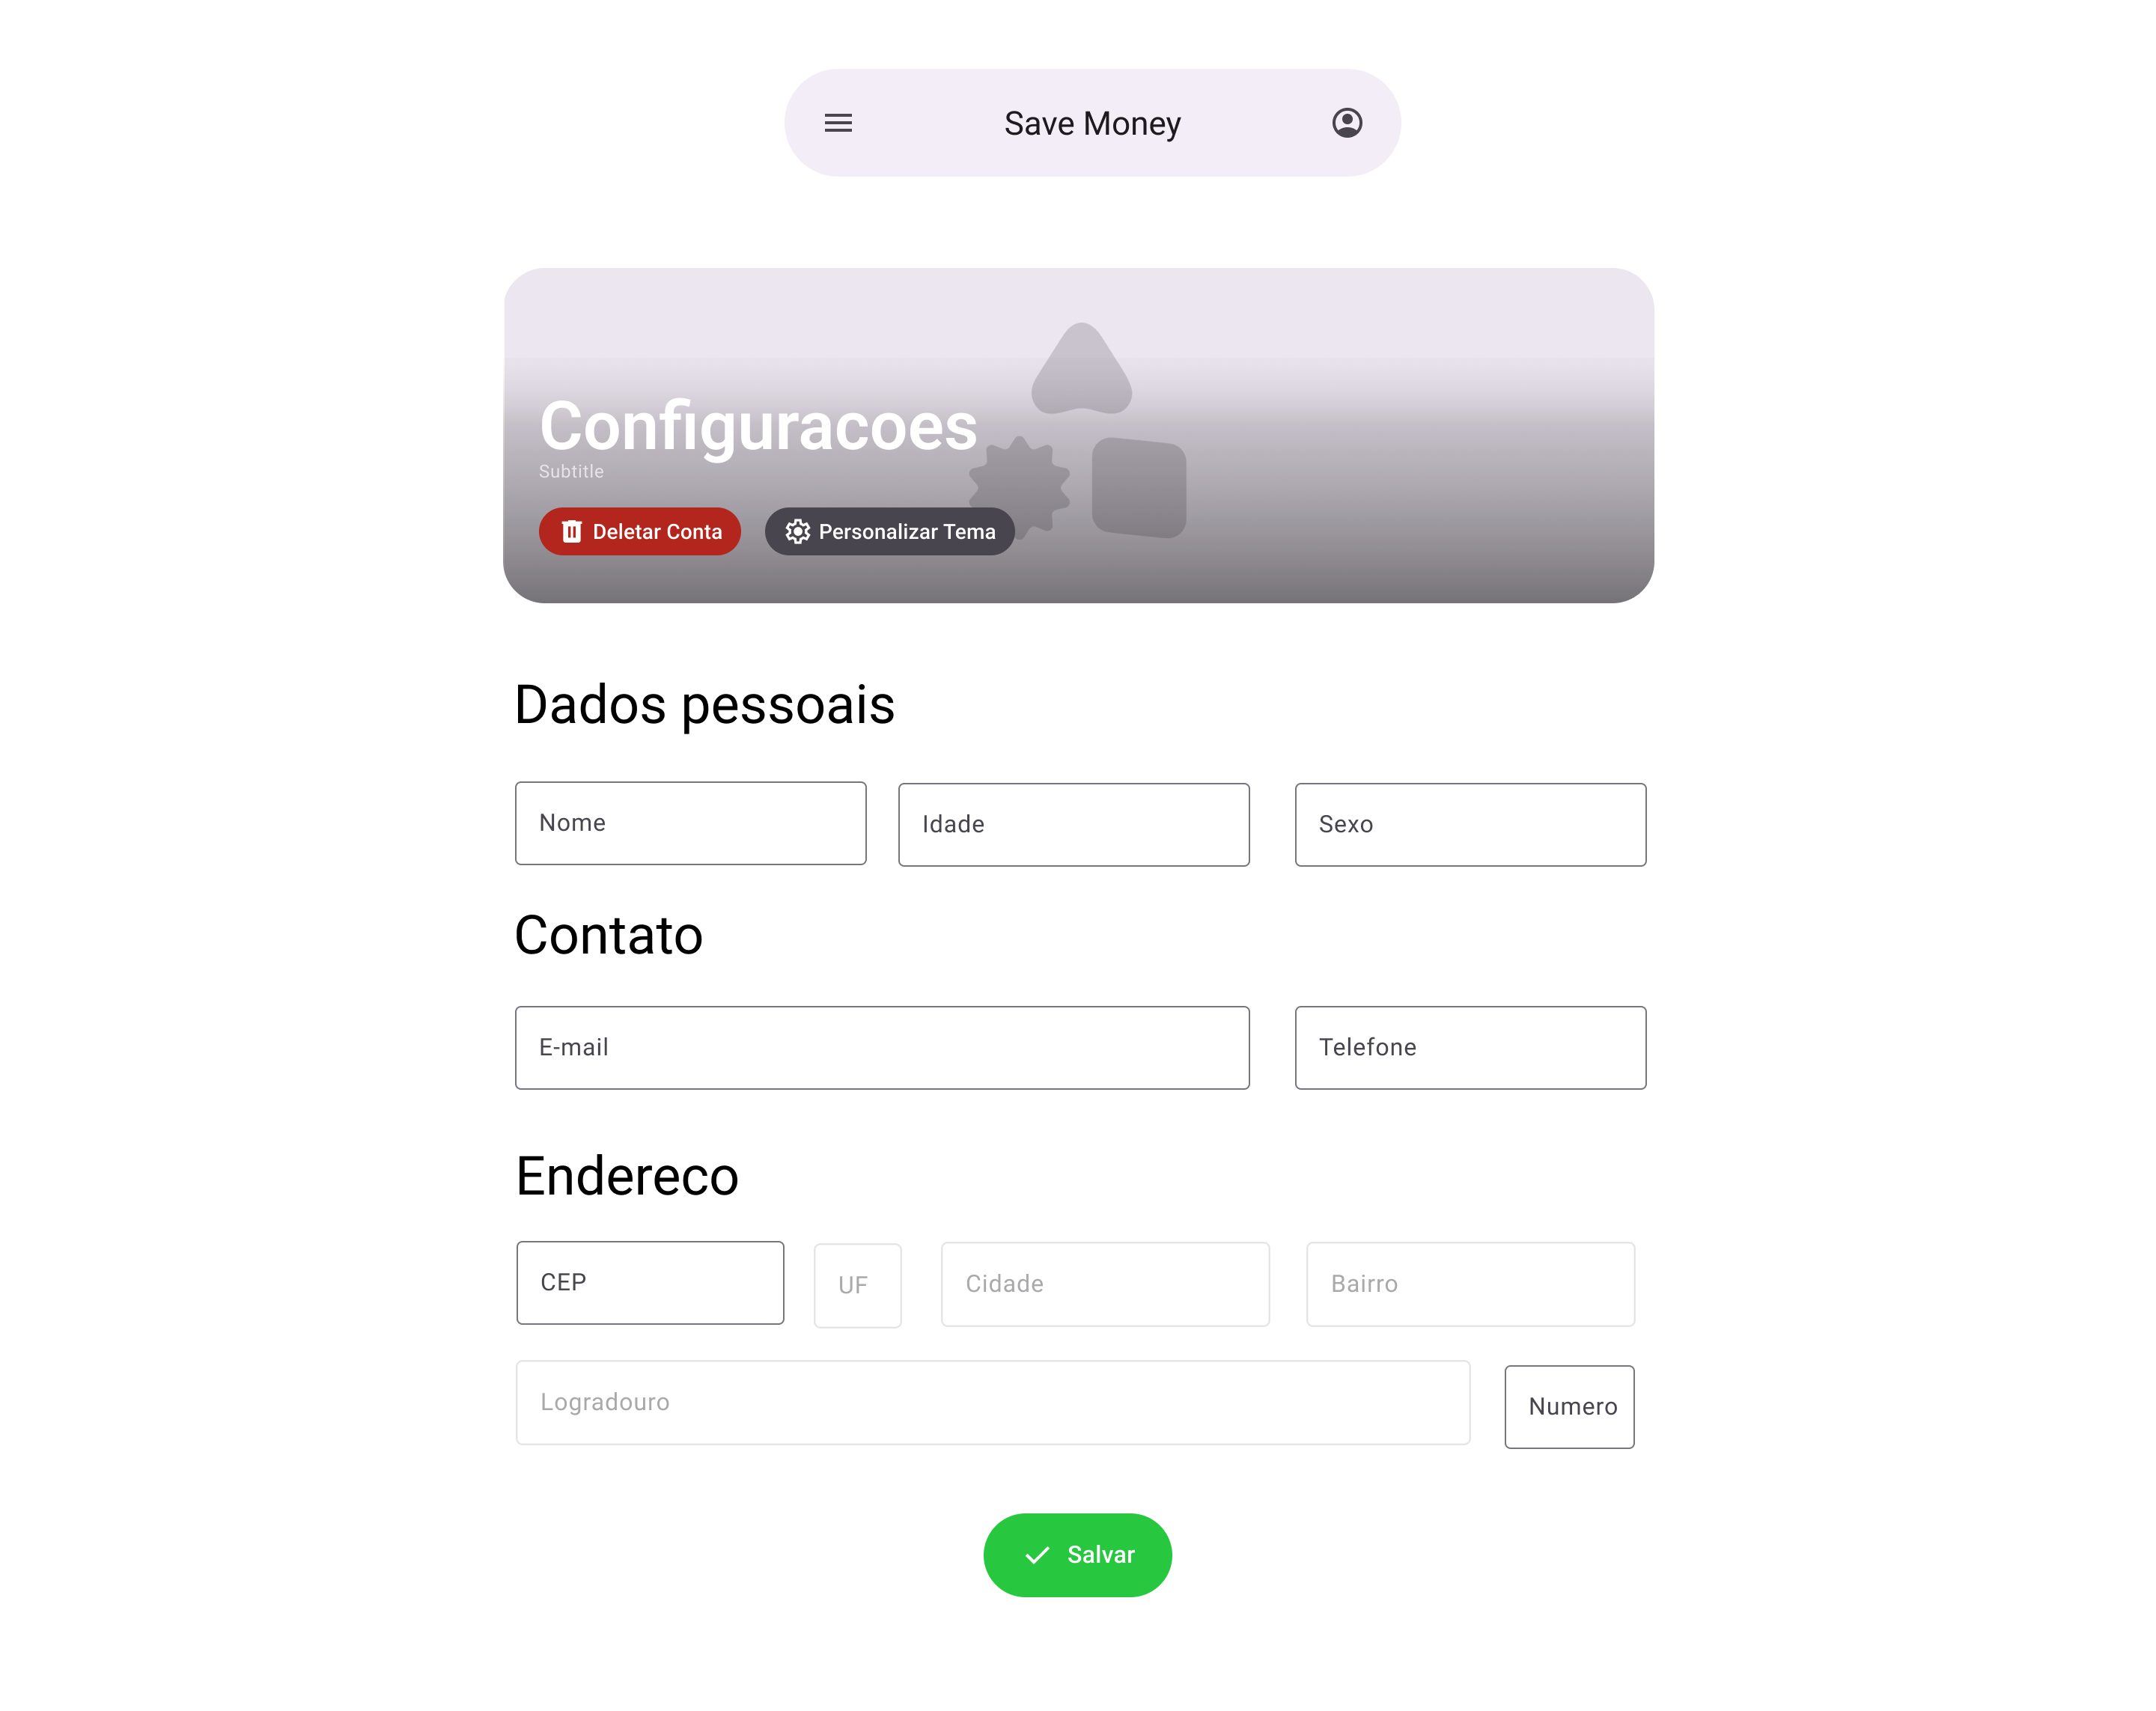 Save Money
Configuracoes
Subtitle
Deletar Conta
Personalizar Tema
Dados pessoais
Nome
Idade
Sexo
Contato
E-mail
Telefone
Endereco
CEP
UF
Cidade
Bairro
Logradouro
Numero
Salvar